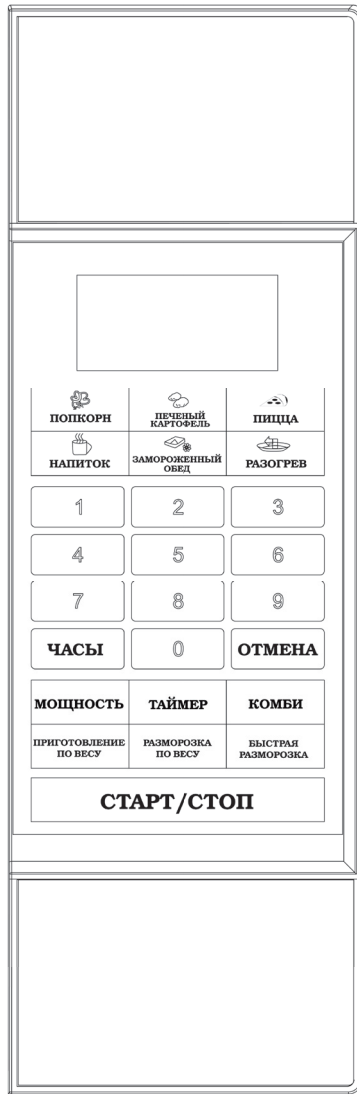 ПОПКОРН
ПЕЧЕНЫЙ
КАРТОФЕЛЬ
ПИЦЦА
НАПИТОК
ЗАМОРОЖЕННЫЙ
ОБЕД
РАЗОГРЕВ
1 2 3
4 5 6
7 8 9
ЧАСЫ 0 ОТМЕНА
МОЩНОСТЬ ТАЙМЕР КОМБИ
ПРИГОТОВЛЕНИЕ
ПО ВЕСУ
РАЗМОРОЗКА
ПО ВЕСУ
БЫСТРАЯ
РАЗМОРОЗКА
СТАРТ/СТОП